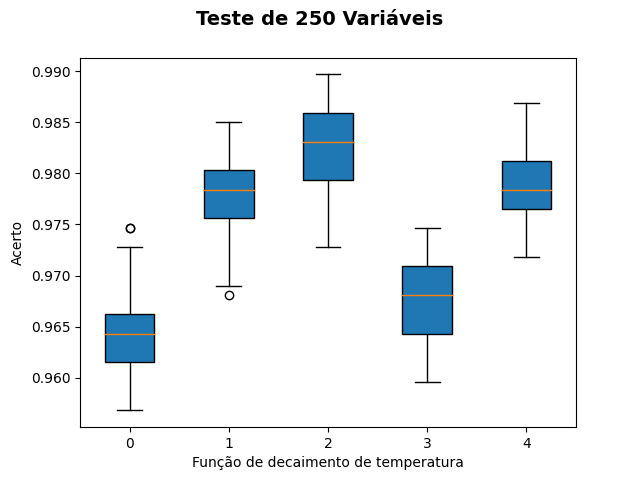 Teste de 250 Variáveis
0.990
0.985
0.980
0.975
0.970
0.965
0.960
Acerto
0 1 2 3 4
Função de decaimento de temperatura